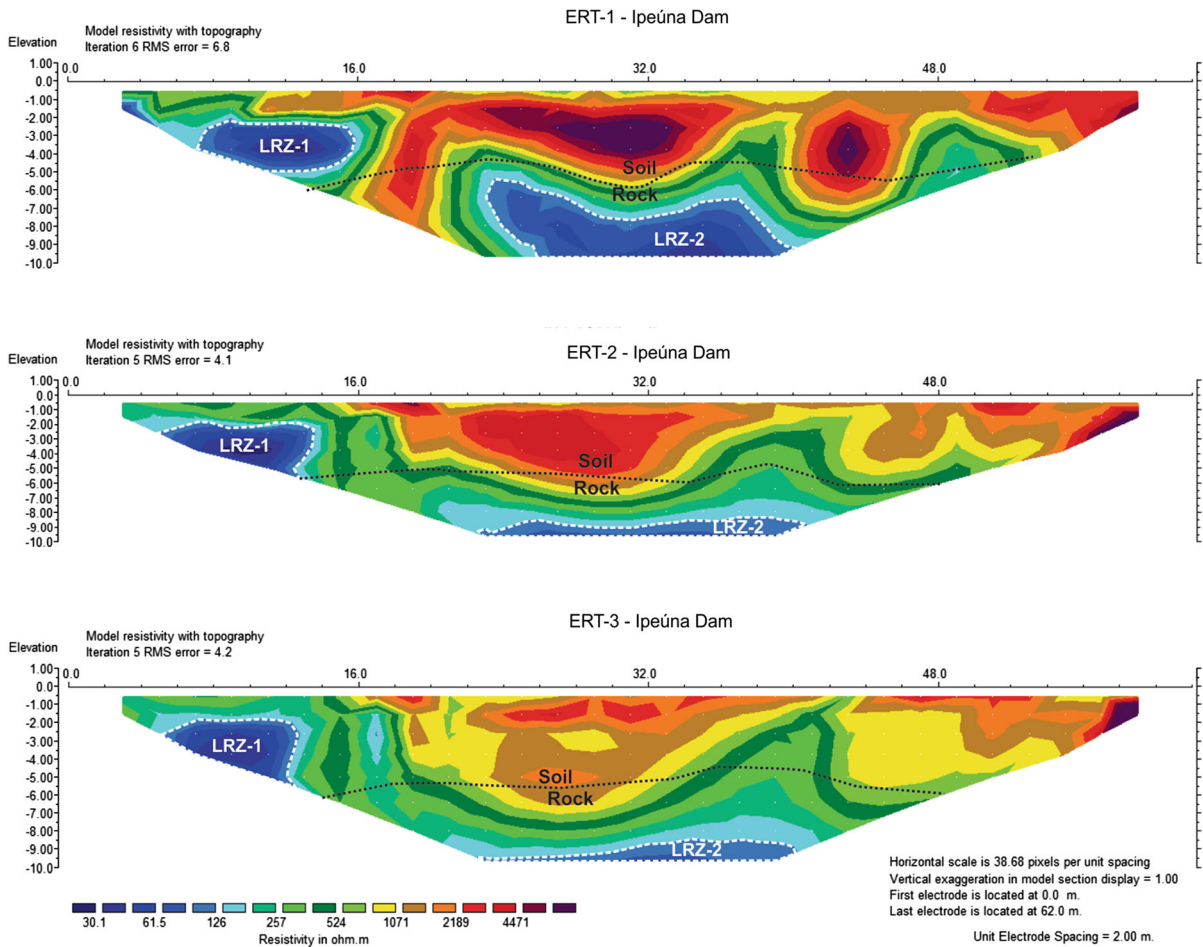 ERT-1 - Ipeúna Dam
Model resistivity with topography
Elevation
Iteration 6 RMS error = 6.8
0.0 16.0 32.0 48.0
1.00
0.0
-1.00
-2.00
-3.00
-4.00
-5.00
-6.00
-7.00
-8.00
-9.00
-10.0
LRZ-1
Soil
Rock
LRZ-2
ERT-2 - Ipeúna Dam
Model resistivity with topography
Elevation
Iteration 5 RMS error = 4.1
0.0 16.0 32.0 48.0
1.00
0.0
-1.00
-2.00
-3.00
-4.00
-5.00
-6.00
-7.00
-8.00
-9.00
-10.0
LRZ-1
Soil
Rock
LRZ-2
ERT-3 - Ipeúna Dam
Model resistivity with topography
Elevation
Iteration 5 RMS error = 4.2
0.0 16.0 32.0 48.0
1.00
0.0
-1.00
-2.00
-3.00
-4.00
-5.00
-6.00
-7.00
-8.00
-9.00
-10.0
LRZ-1
Soil
Rock
LRZ-2
30.1 61.5 126 257 524 1071 2189 4471
Resistivity in ohm.m
Horizontal scale is 38.68 pixels per unit spacing
Vertical exaggeration in model section display = 1.00
First electrode is located at 0.0 m.
Last electrode is located at 62.0 m.
Unit Electrode Spacing = 2.00 m.